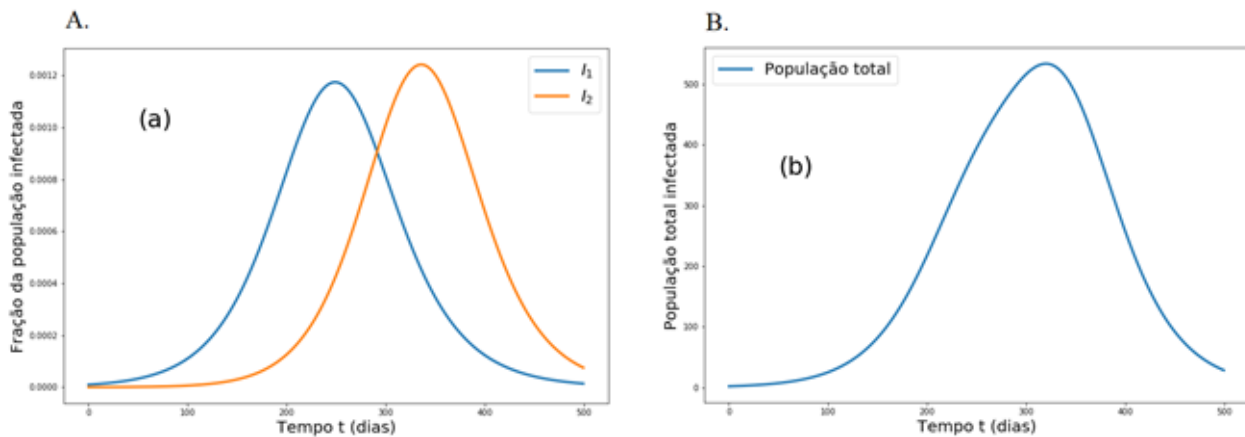 A.
Fração da população infectada
0.0012
0.0010
0.0008
0.0006
0.0004
0.0002
0.0000
(a)
I₁
I₂
0
100
200
300
400
500
Tempo t (dias)
B.
População total infectada
500
400
300
200
100
0
População total
(b)
0
100
200
300
400
500
Tempo t (dias)